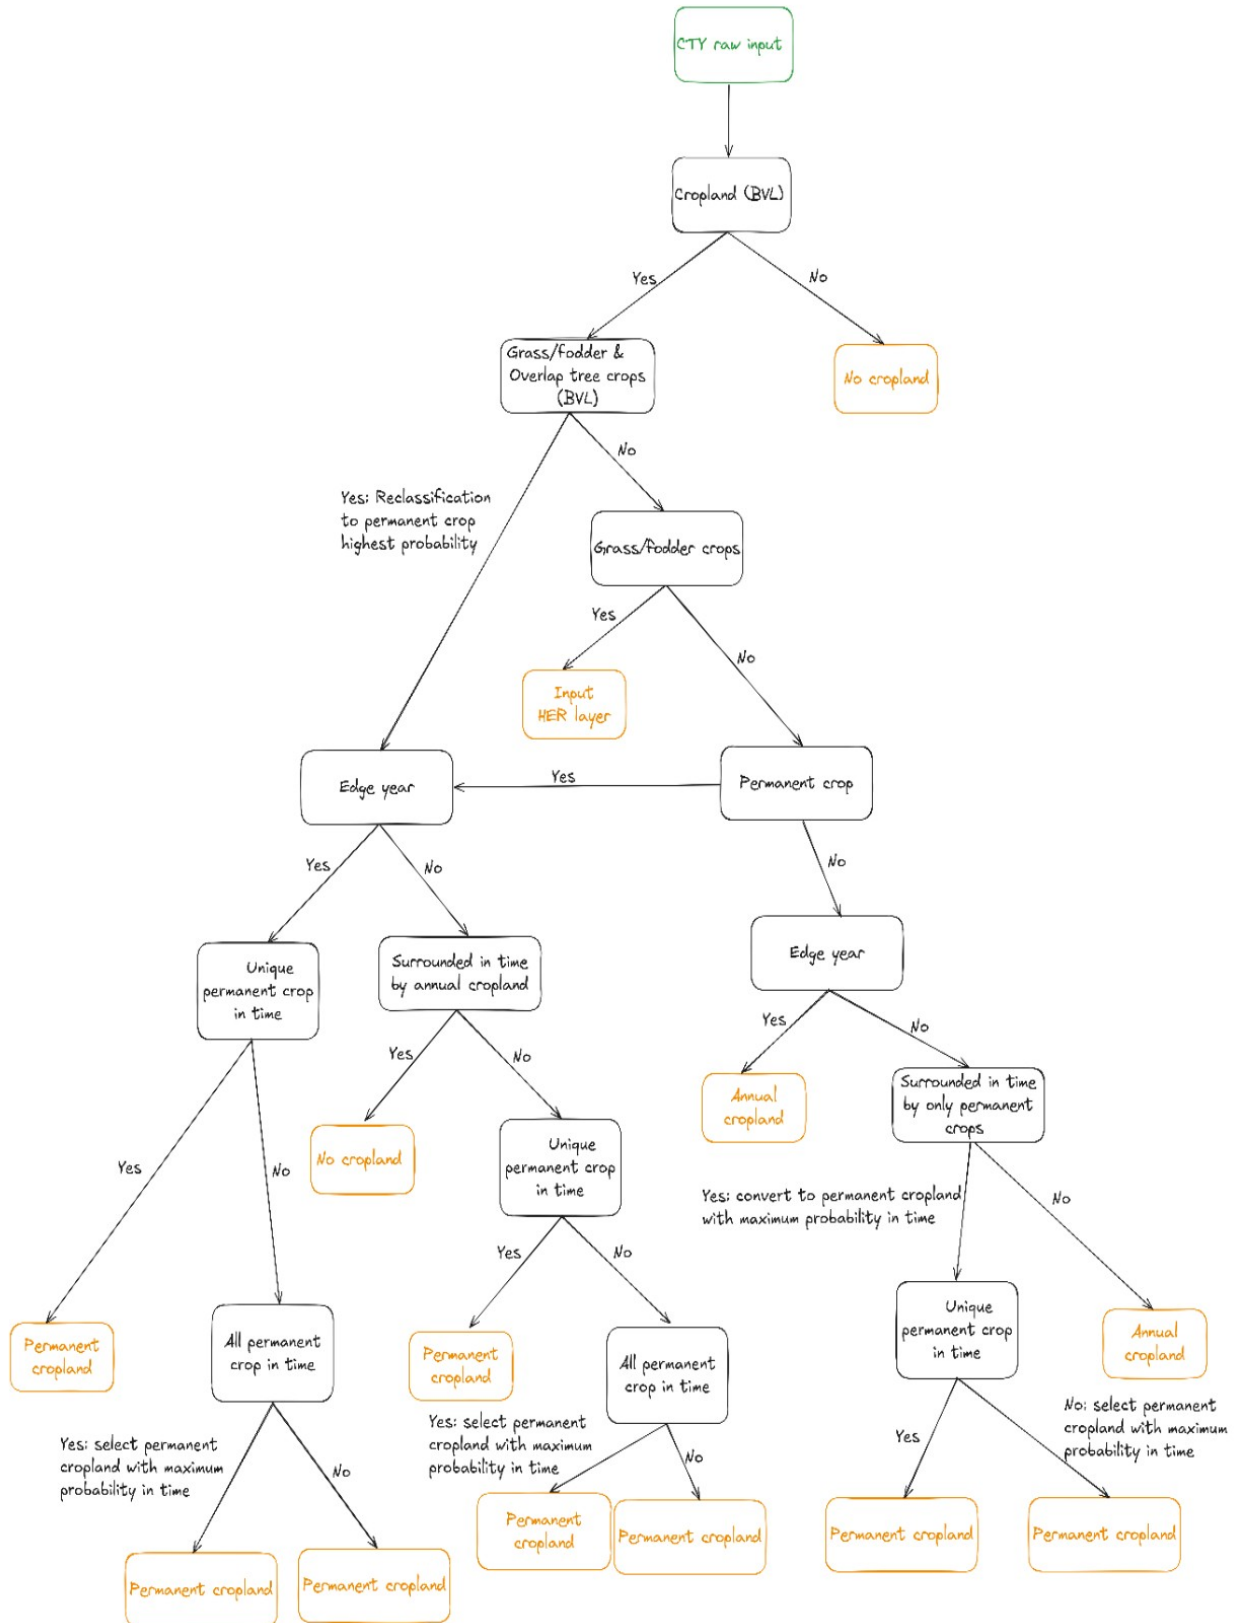 CTY raw input
Cropland (BVL)
Yes
No
Grass/fodder &
Overlap tree crops
(BVL)
No cropland
No
Yes: Reclassification
to permanent crop
highest probability
Grass/fodder crops
Yes
No
Input
HER layer
Edge year
Yes
Permanent crop
Yes
No
No
Unique
permanent crop
in time
Surrounded in time
by annual cropland
Edge year
Yes
No
Yes
No
Yes
No
No cropland
Unique
permanent crop
in time
Annual
cropland
Surrounded in time
by only permanent
crops
Yes: convert to permanent cropland
with maximum probability in time
No
Yes
No
Permanent
cropland
All permanent
crop in time
Permanent
cropland
All permanent
crop in time
Unique
permanent crop
in time
Annual
cropland
Yes: select permanent
cropland with maximum
probability in time
No
Yes: select permanent
cropland with maximum
probability in time
No
Yes
No: select permanent
cropland with maximum
probability in time
Permanent cropland
Permanent cropland
Permanent
cropland
Permanent cropland
Permanent cropland
Permanent cropland